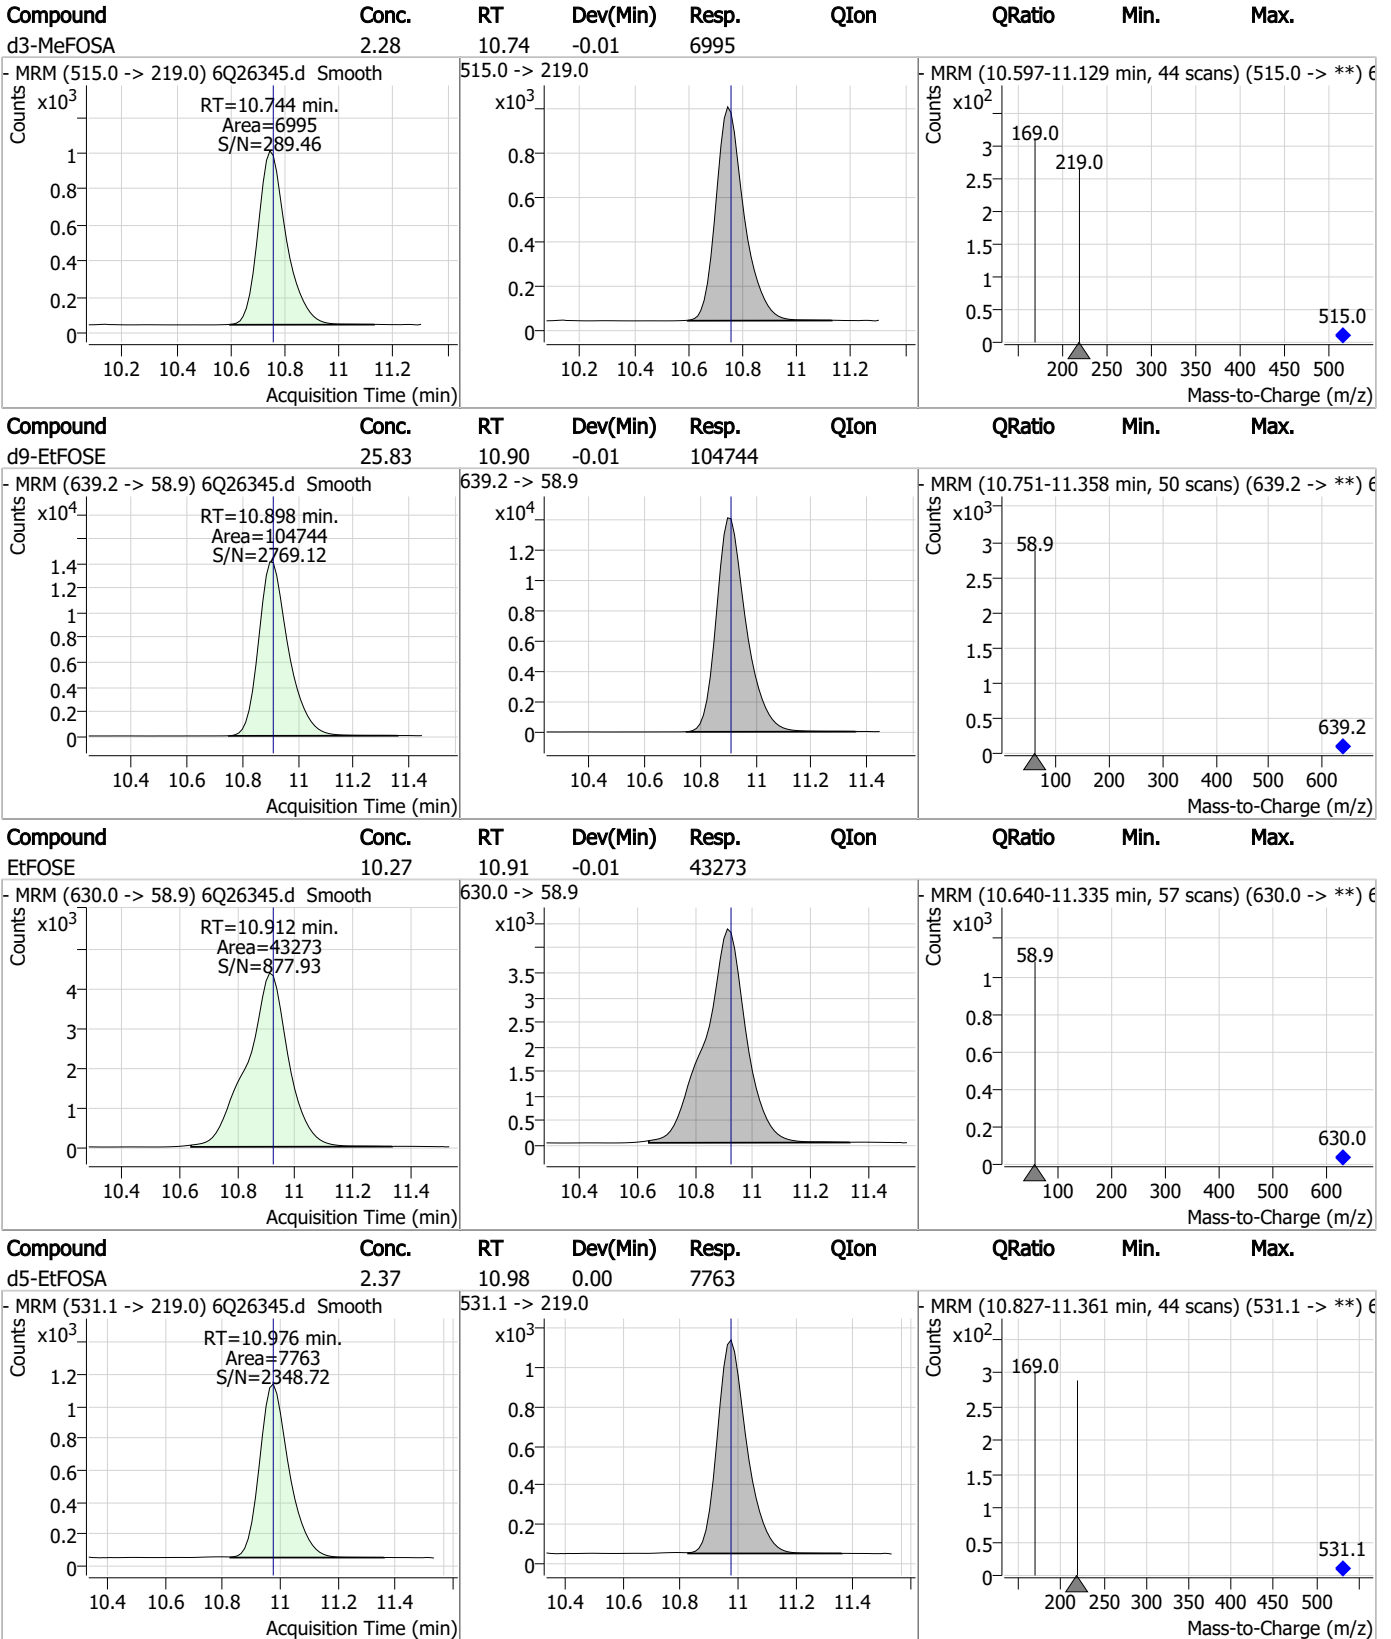 Compound Conc. RT Dev(Min) Resp. QIon QRatio Min. Max.
d3-MeFOSA 2.28 10.74 -0.01 6995
- MRM (515.0 -> 219.0) 6Q26345.d Smooth 515.0 -> 219.0 - MRM (10.597-11.129 min, 44 scans) (515.0 -> **) 6
Counts x10³ RT=10.744 min. x10³ Counts x10²
Area=6995
S/N=289.46
1 0.8 0.6 0.4 0.2 0
0.8 0.6 0.4 0.2 0
3 2.5 2 1.5 1 0.5 0
169.0 219.0 515.0
10.2 10.4 10.6 10.8 11 11.2 10.2 10.4 10.6 10.8 11 11.2 200 250 300 350 400 450 500
Acquisition Time (min) Mass-to-Charge (m/z)
Compound Conc. RT Dev(Min) Resp. QIon QRatio Min. Max.
d9-EtFOSE 25.83 10.90 -0.01 104744
- MRM (639.2 -> 58.9) 6Q26345.d Smooth 639.2 -> 58.9 - MRM (10.751-11.358 min, 50 scans) (639.2 -> **) 6
Counts x10⁴ RT=10.898 min. x10⁴ Counts x10³
Area=104744
S/N=2769.12
1.4 1.2 1 0.8 0.6 0.4 0.2 0
1.2 1 0.8 0.6 0.4 0.2 0
3 2.5 2 1.5 1 0.5 0
58.9 639.2
10.4 10.6 10.8 11 11.2 11.4 10.4 10.6 10.8 11 11.2 11.4 100 200 300 400 500 600
Acquisition Time (min) Mass-to-Charge (m/z)
Compound Conc. RT Dev(Min) Resp. QIon QRatio Min. Max.
EtFOSE 10.27 10.91 -0.01 43273
- MRM (630.0 -> 58.9) 6Q26345.d Smooth 630.0 -> 58.9 - MRM (10.640-11.335 min, 57 scans) (630.0 -> **) 6
Counts x10³ RT=10.912 min. x10³ Counts x10³
Area=43273
S/N=877.93
4 3 2 1 0
3.5 3 2.5 2 1.5 1 0.5 0
1 0.8 0.6 0.4 0.2 0
58.9 630.0
10.4 10.6 10.8 11 11.2 11.4 10.4 10.6 10.8 11 11.2 11.4 100 200 300 400 500 600
Acquisition Time (min) Mass-to-Charge (m/z)
Compound Conc. RT Dev(Min) Resp. QIon QRatio Min. Max.
d5-EtFOSA 2.37 10.98 0.00 7763
- MRM (531.1 -> 219.0) 6Q26345.d Smooth 531.1 -> 219.0 - MRM (10.827-11.361 min, 44 scans) (531.1 -> **) 6
Counts x10³ RT=10.976 min. x10³ Counts x10²
Area=7763
S/N=2348.72
1.2 1 0.8 0.6 0.4 0.2 0
1 0.8 0.6 0.4 0.2 0
3 2.5 2 1.5 1 0.5 0
169.0 531.1
10.4 10.6 10.8 11 11.2 11.4 10.4 10.6 10.8 11 11.2 11.4 200 250 300 350 400 450 500
Acquisition Time (min) Mass-to-Charge (m/z)